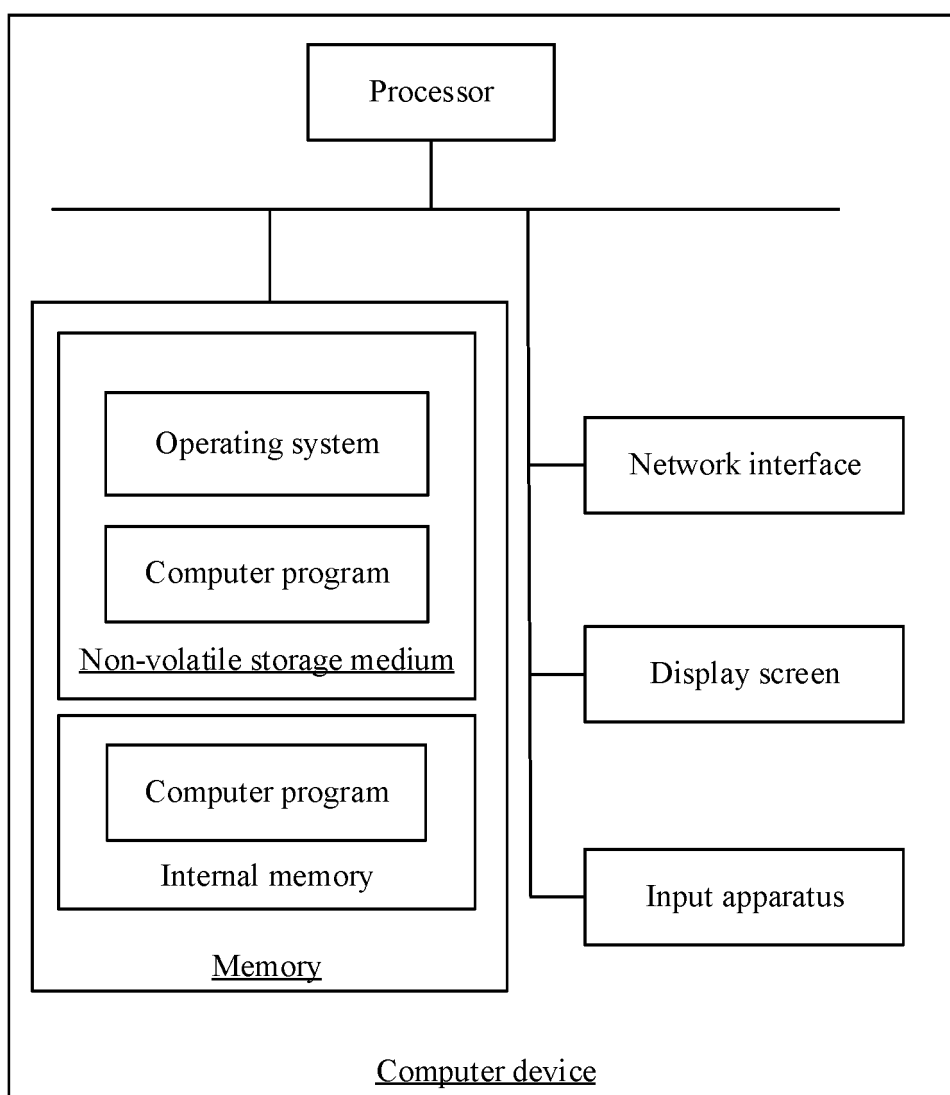 Processor
Operating system
Computer program
Non-volatile storage medium
Computer program
Internal memory
Memory
Network interface
Display screen
Input apparatus
Computer device